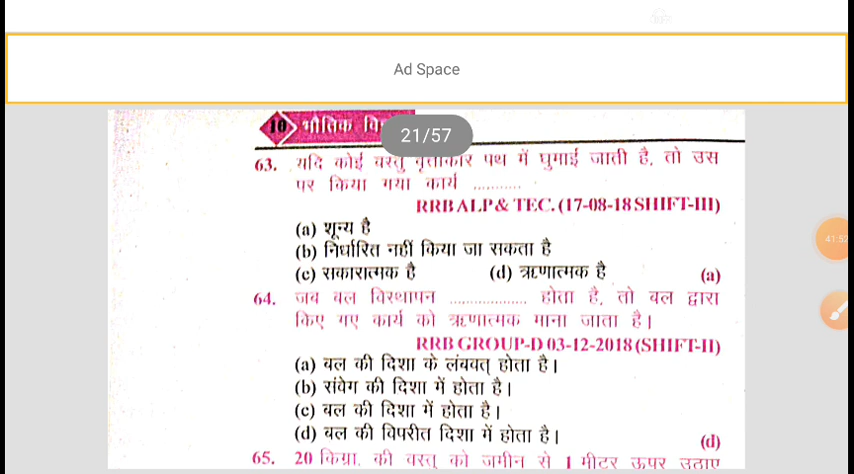 Ad Space
10 भौतिक वि
21/57
63. यदि कोई वस्तु वृत्ताकार पथ में घुमाई जाती है, तो उस
पर किया गया कार्य ............
RRB ALP & TEC. (17-08-18 SHIFT-III)
(a) शून्य है
(b) निर्धारित नहीं किया जा सकता है
(c) सकारात्मक है (d) ऋणात्मक है (a)
64. जब बल विस्थापन ................... होता है, तो बल द्वारा
किए गए कार्य को ऋणात्मक माना जाता है।
RRB GROUP-D 03-12-2018 (SHIFT-II)
(a) बल की दिशा के लंबवत् होता है।
(b) संवेग की दिशा में होता है।
(c) बल की दिशा में होता है।
(d) बल की विपरीत दिशा में होता है। (d)
65. 20 किग्रा. की वस्तु को जमीन से 1 मीटर ऊपर उठाए
41:52